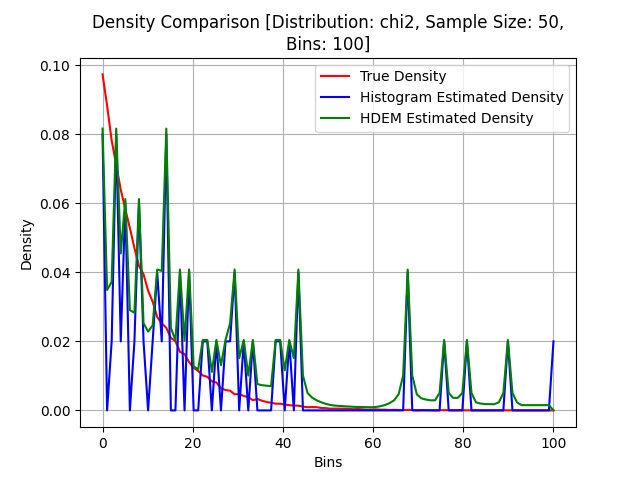 Density Comparison [Distribution: chi2, Sample Size: 50,
Bins: 100]
True Density
Histogram Estimated Density
HDEM Estimated Density
Density
0.10
0.08
0.06
0.04
0.02
0.00
0 20 40 60 80 100
Bins